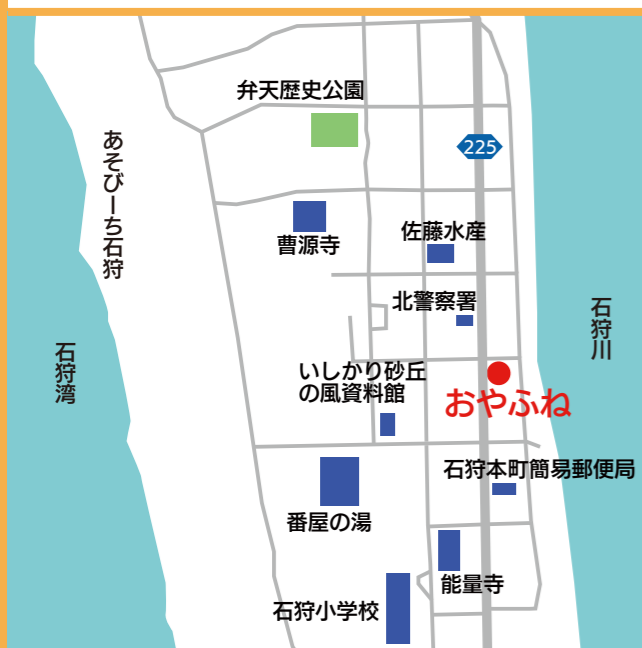 弁天歴史公園
あそびーち石狩
225
曹源寺
佐藤水産
北警察署
石狩川
石狩湾
いしかり砂丘
の風資料館
おやふね
石狩本町簡易郵便局
番屋の湯
能量寺
石狩小学校